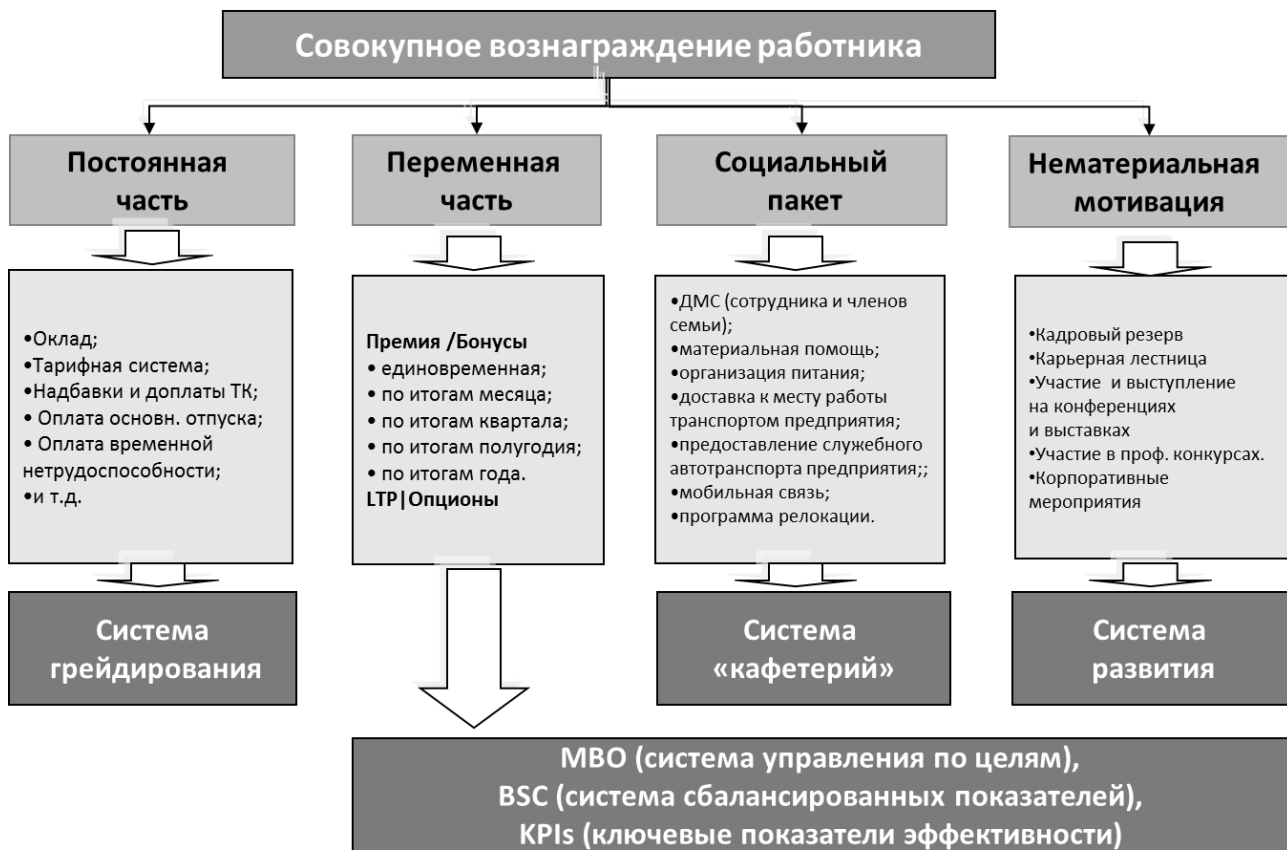 Совокупное вознаграждение работника
Постоянная
часть
•Оклад;
•Тарифная система;
•Надбавки и доплаты ТК;
• Оплата основн. отпуска;
• Оплата временной
нетрудоспособности;
•и т.д.
Система
грейдирования
Переменная
часть
Премия /Бонусы
• единовременная;
• по итогам месяца;
• по итогам квартала;
• по итогам полугодия;
• по итогам года.
LTP|Опционы
МВО (система управления по целям),
BSC (система сбалансированных показателей),
KPIs (ключевые показатели эффективности)
Социальный
пакет
•ДМС (сотрудника и членов
семьи);
•материальная помощь;
•организация питания;
•доставка к месту работы
транспортом предприятия;
•предоставление служебного
автотранспорта предприятия;;
•мобильная связь;
•программа релокации.
Система
«кафетерий»
Нематериальная
мотивация
•Кадровый резерв
•Карьерная лестница
•Участие и выступление
на конференциях
и выставках
•Участие в проф. конкурсах.
•Корпоративные
мероприятия
Система
развития